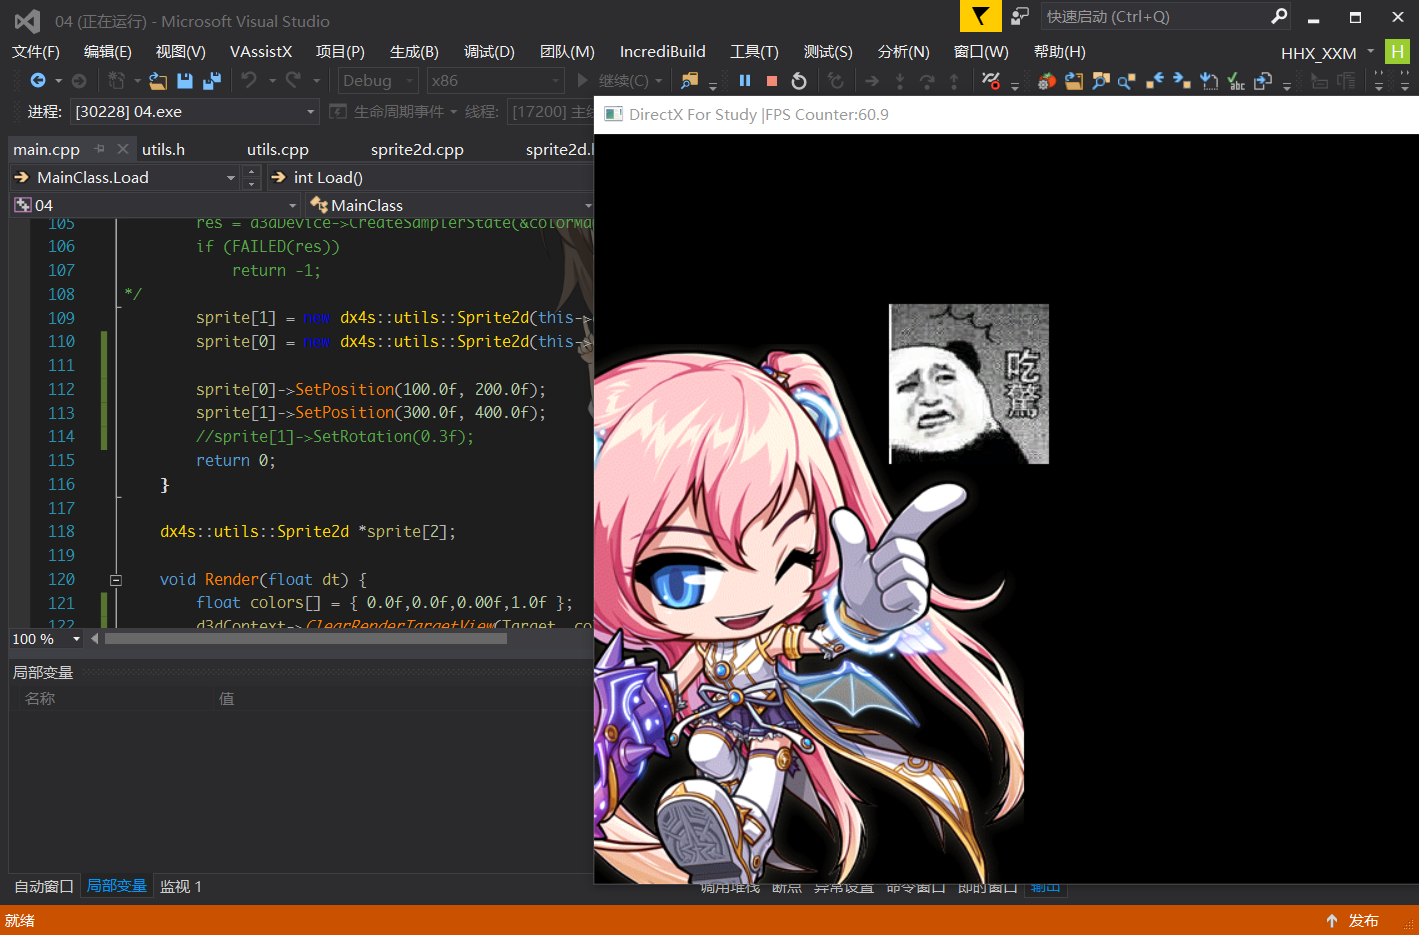 04 (正在运行) - Microsoft Visual Studio
快速启动 (Ctrl+Q)
文件(F) 编辑(E) 视图(V) VAssistX 项目(P) 生成(B) 调试(D) 团队(M) IncrediBuild 工具(T) 测试(S) 分析(N) 窗口(W) 帮助(H) HHX_XXM H
Debug x86 继续(C)
进程: [30228] 04.exe 生命周期事件 线程: [17200] 主线
DirectX For Study |FPS Counter:60.9
main.cpp utils.h utils.cpp sprite2d.cpp sprite2d.
MainClass.Load int Load()
04 MainClass
105 res = d3dDevice->CreateSamplerState(&colorMa
106 if (FAILED(res))
107 return -1;
108 */
109 sprite[1] = new dx4s::utils::Sprite2d(this->
110 sprite[0] = new dx4s::utils::Sprite2d(this->
111
112 sprite[0]->SetPosition(100.0f, 200.0f);
113 sprite[1]->SetPosition(300.0f, 400.0f);
114 //sprite[1]->SetRotation(0.3f);
115 return 0;
116 }
117
118 dx4s::utils::Sprite2d *sprite[2];
119
120 void Render(float dt) {
121 float colors[] = { 0.0f,0.0f,0.00f,1.0f };
122 d3dContext->ClearRenderTargetView(Target, co
100 %
吃驚
局部变量
名称 值
自动窗口 局部变量 监视 1
调用堆栈 断点 异常设置 命令窗口 即时窗口 输出
就绪 发布